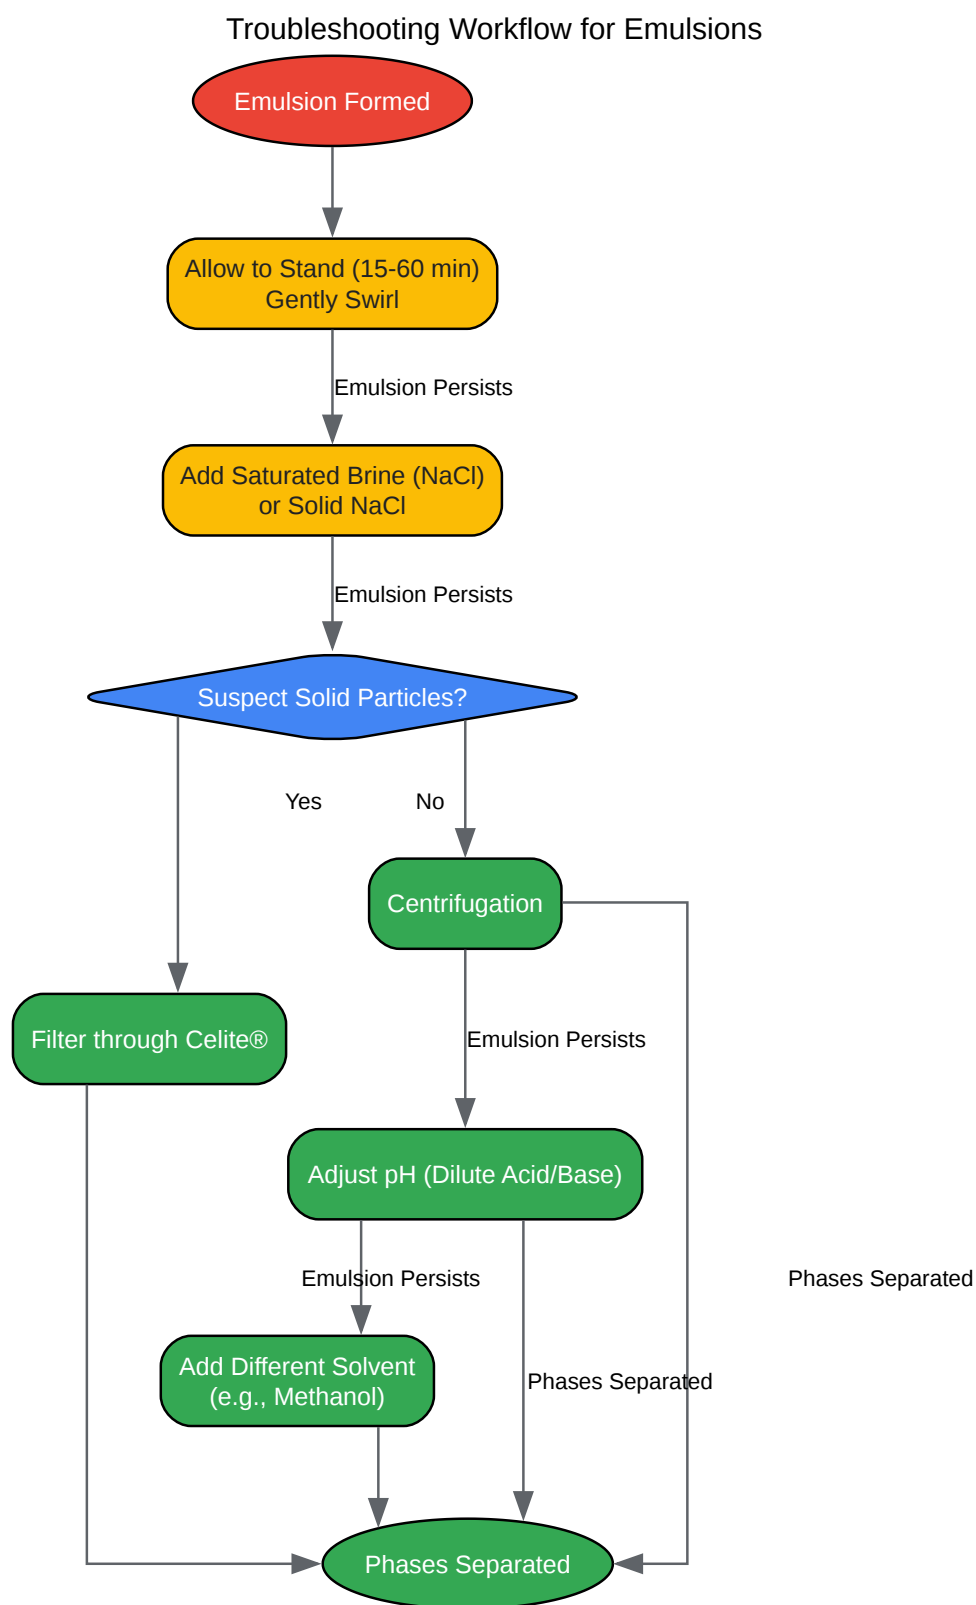 Troubleshooting Workflow for Emulsions
Emulsion Formed
Allow to Stand (15-60 min)
Gently Swirl
Emulsion Persists
Add Saturated Brine (NaCl)
or Solid NaCl
Emulsion Persists
Suspect Solid Particles?
Yes
No
Centrifugation
Filter through Celite®
Emulsion Persists
Adjust pH (Dilute Acid/Base)
Emulsion Persists
Phases Separated
Add Different Solvent
(e.g., Methanol)
Phases Separated
Phases Separated